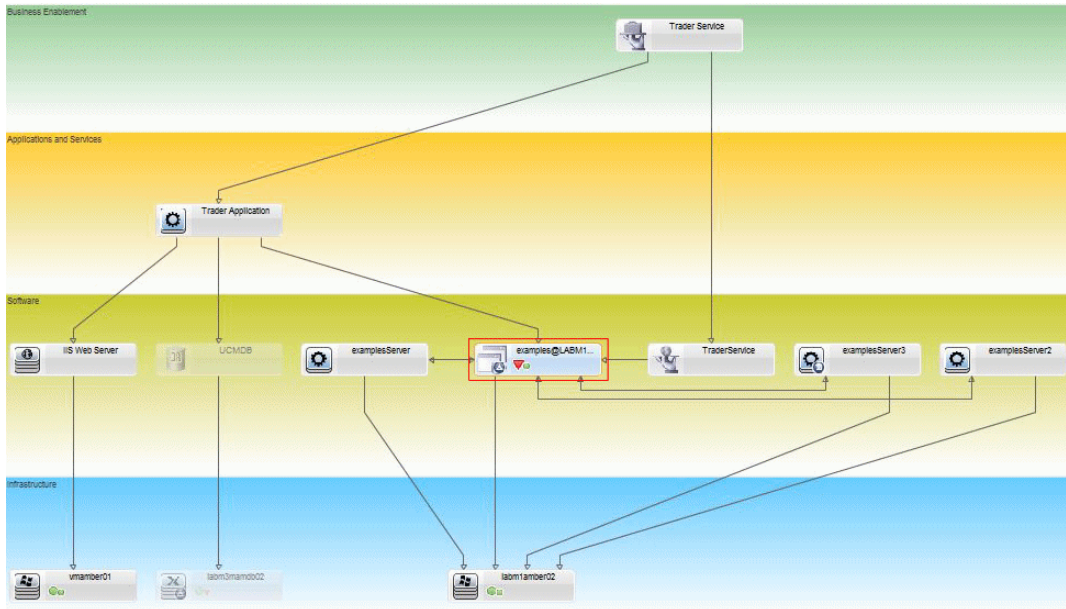 Business Enablement
Trader Service
Applications and Services
Trader Application
Software
IIS Web Server
UCMDB
examplesServer
examples@LABM1...
TraderService
examplesServer3
examplesServer2
Infrastructure
vmamber01
labm3mamdb02
labm1amber02